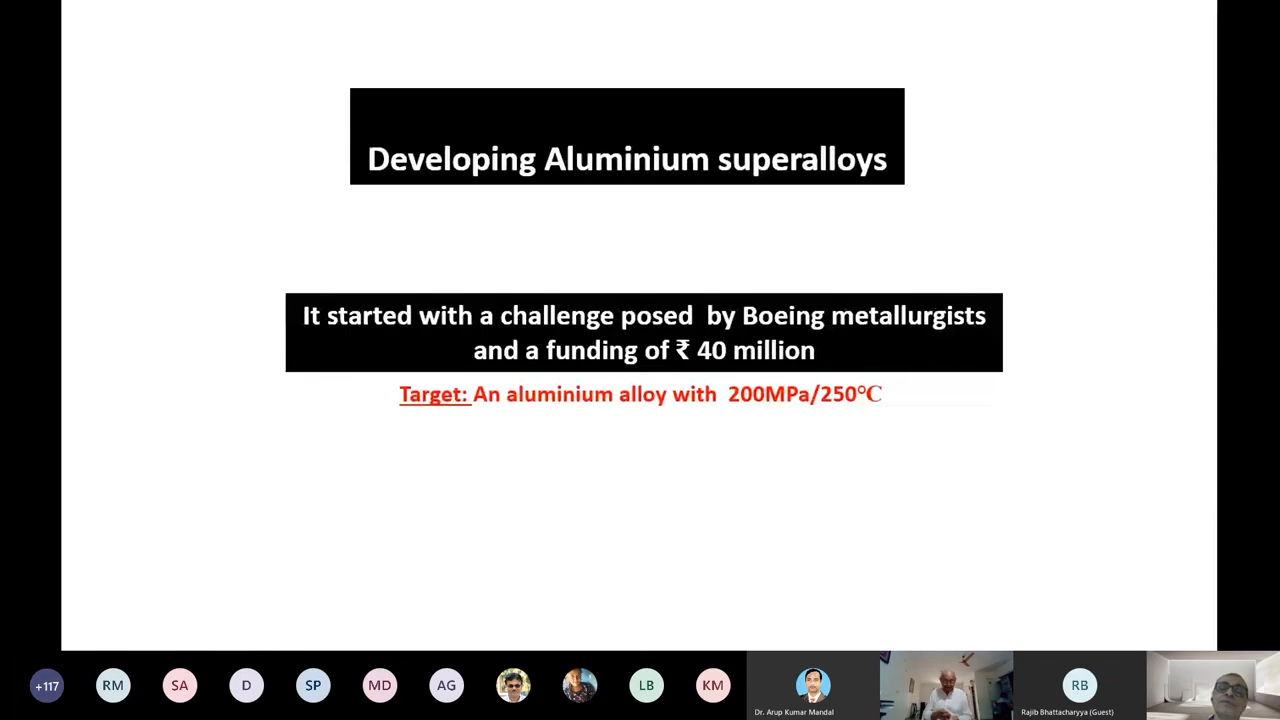 Developing Aluminium superalloys
It started with a challenge posed by Boeing metallurgists
and a funding of ₹ 40 million
Target: An aluminium alloy with 200MPa/250℃
+117
RM
SA
D
SP
MD
AG
LB
KM
Dr. Arup Kumar Mandal
RB
Rajib Bhattacharyya (Guest)